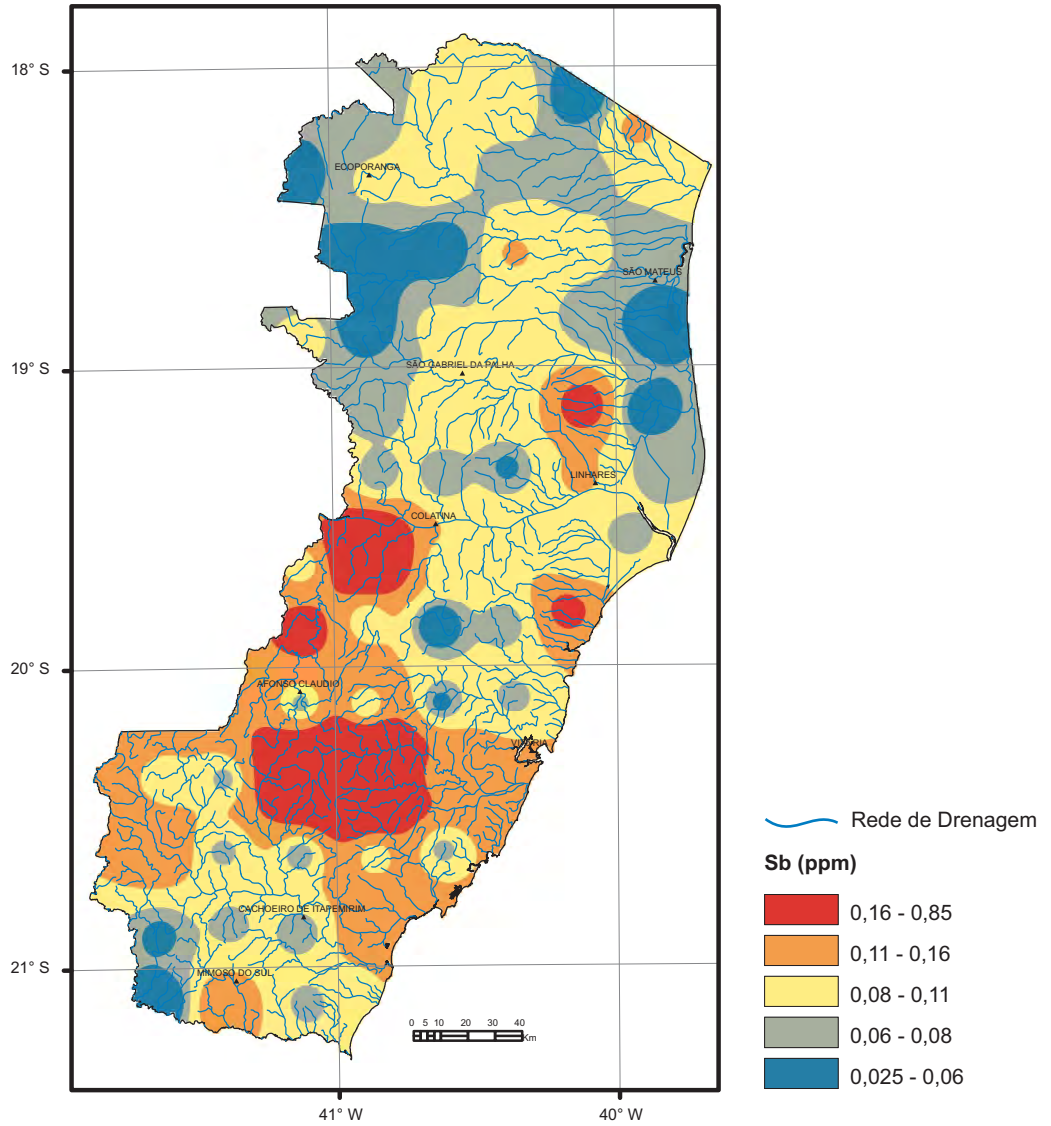 18° S
ECOPORANGA
SÃO MATEUS
19° S
SÃO GABRIEL DA PALHA
LINHARES
COLATINA
20° S
AFONSO CLAUDIO
VITÓRIA
CACHOEIRO DE ITAPEMIRIM
21° S
MIMOSO DO SUL
0 5 10 20 30 40
Km
41° W
40° W
Rede de Drenagem
Sb (ppm)
0,16 - 0,85
0,11 - 0,16
0,08 - 0,11
0,06 - 0,08
0,025 - 0,06